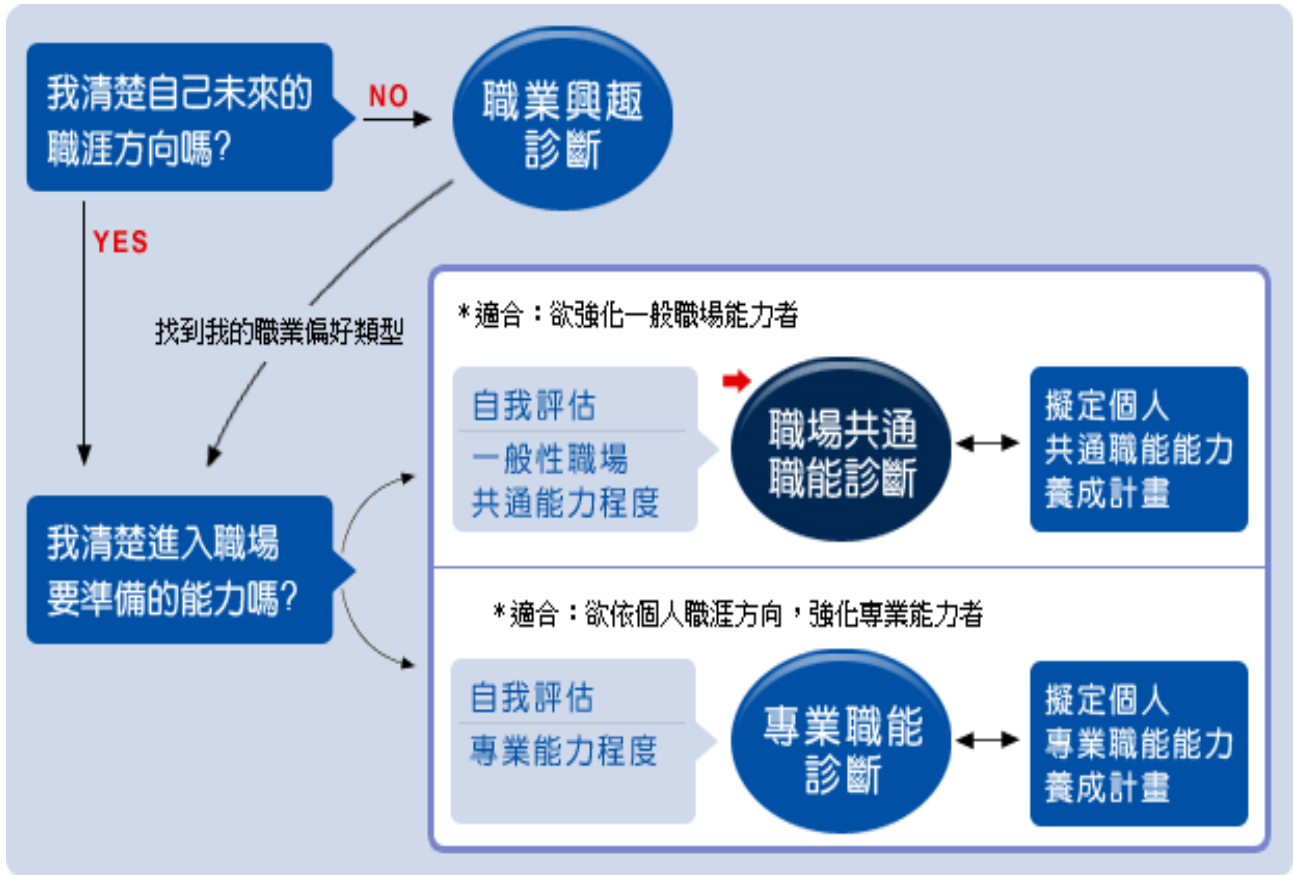 我清楚自己未來的
職涯方向嗎?
NO
職業興趣
診斷
YES
找到我的職業偏好類型
*適合：欲強化一般職場能力者
自我評估
一般性職場
共通能力程度
職場共通
職能診斷
擬定個人
共通職能能力
養成計畫
我清楚進入職場
要準備的能力嗎?
*適合：欲依個人職涯方向，強化專業能力者
自我評估
專業能力程度
專業職能
診斷
擬定個人
專業職能能力
養成計畫